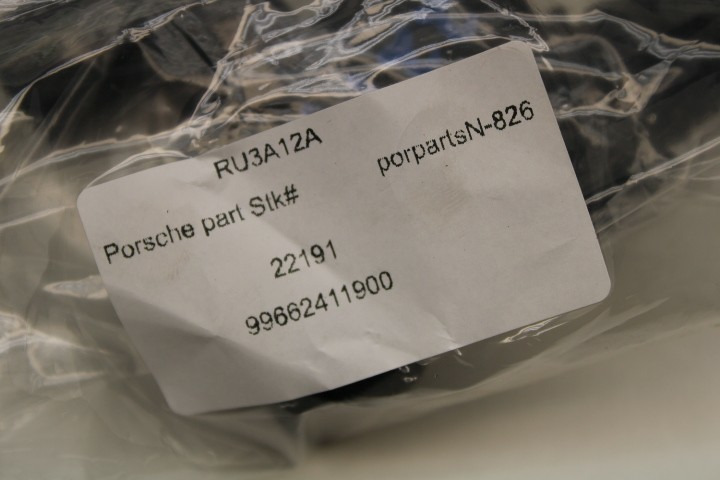 RU3A12A
porpartsN-826
Porsche part Stk#
22191
99662411900